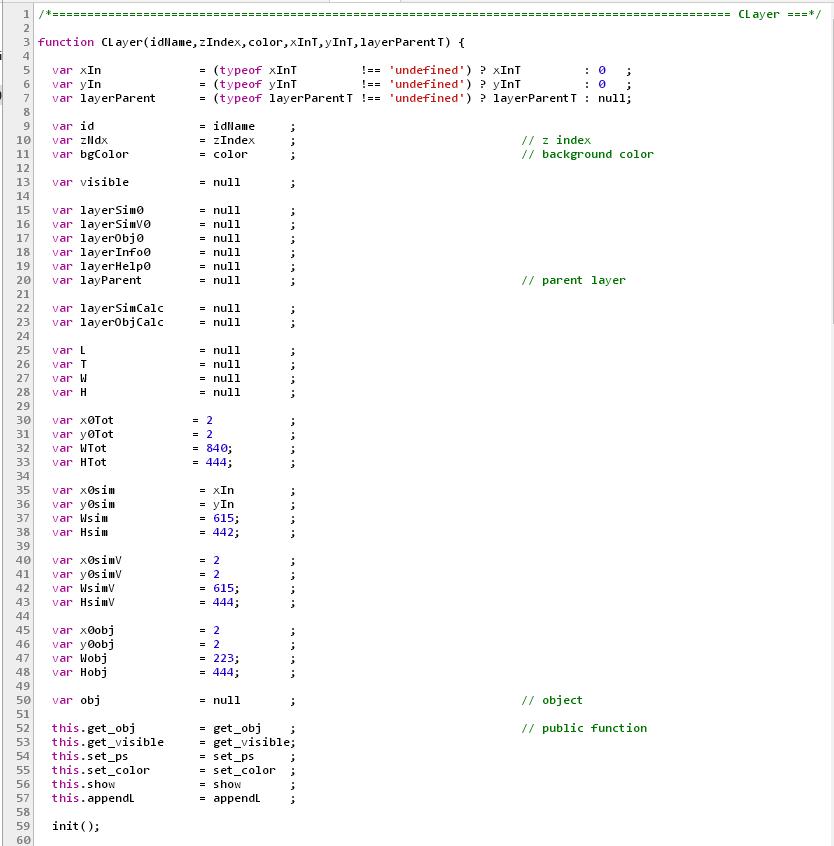 1 /*================================================================================================ CLayer ===*/
2
3 function CLayer(idName,zIndex,color,xInT,yInT,layerParentT) {
4
5 var xIn = (typeof xInT !== 'undefined') ? xInT : 0 ;
6 var yIn = (typeof yInT !== 'undefined') ? yInT : 0 ;
7 var layerParent = (typeof layerParentT !== 'undefined') ? layerParentT : null;
8
9 var id = idName ;
10 var zNdx = zIndex ; // z index
11 var bgColor = color ; // background color
12
13 var visible = null ;
14
15 var layerSim0 = null ;
16 var layerSimV0 = null ;
17 var layerObj0 = null ;
18 var layerInfo0 = null ;
19 var layerHelp0 = null ;
20 var layParent = null ; // parent layer
21
22 var layerSimCalc = null ;
23 var layerObjCalc = null ;
24
25 var L = null ;
26 var T = null ;
27 var W = null ;
28 var H = null ;
29
30 var x0Tot = 2 ;
31 var y0Tot = 2 ;
32 var WTot = 840; ;
33 var HTot = 444; ;
34
35 var x0sim = xIn ;
36 var y0sim = yIn ;
37 var Wsim = 615; ;
38 var Hsim = 442; ;
39
40 var x0simV = 2 ;
41 var y0simV = 2 ;
42 var WsimV = 615; ;
43 var HsimV = 444; ;
44
45 var x0obj = 2 ;
46 var y0obj = 2 ;
47 var Wobj = 223; ;
48 var Hobj = 444; ;
49
50 var obj = null ; // object
51
52 this.get_obj = get_obj ; // public function
53 this.get_visible = get_visible;
54 this.set_ps = set_ps ;
55 this.set_color = set_color ;
56 this.show = show ;
57 this.appendL = appendL ;
58
59 init();
60